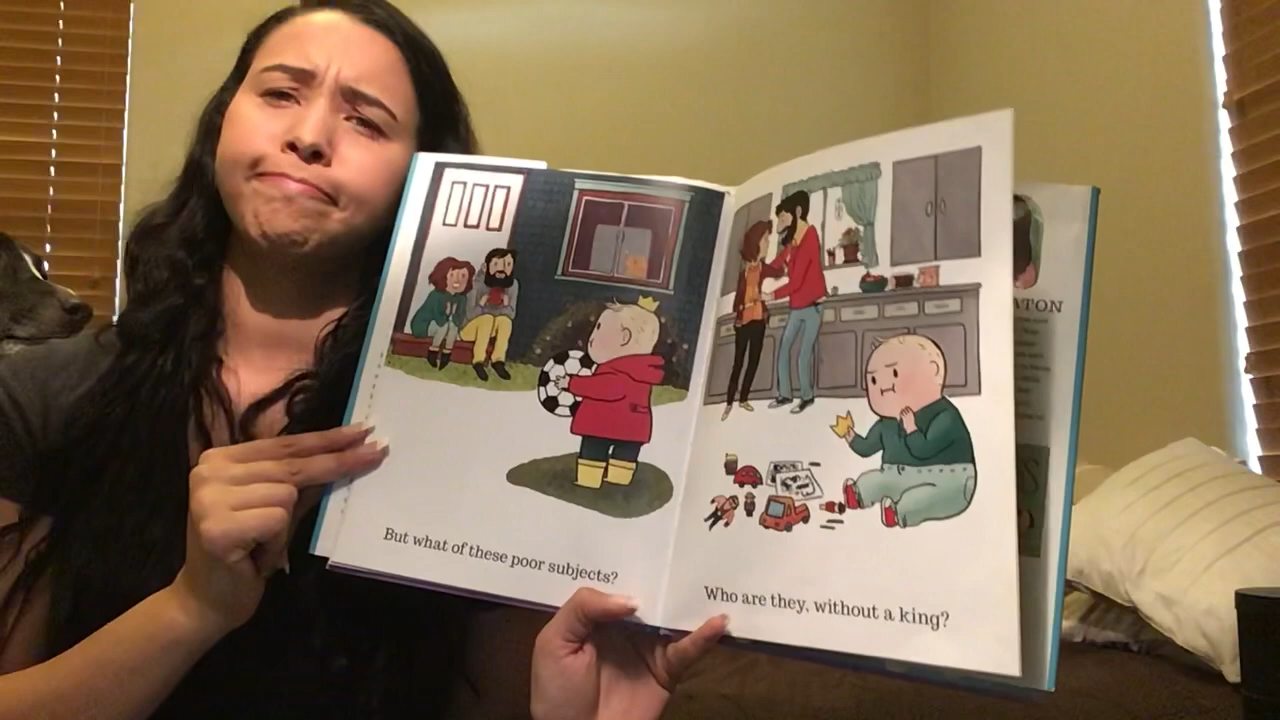 But what of these poor subjects?
Who are they, without a king?
ATON